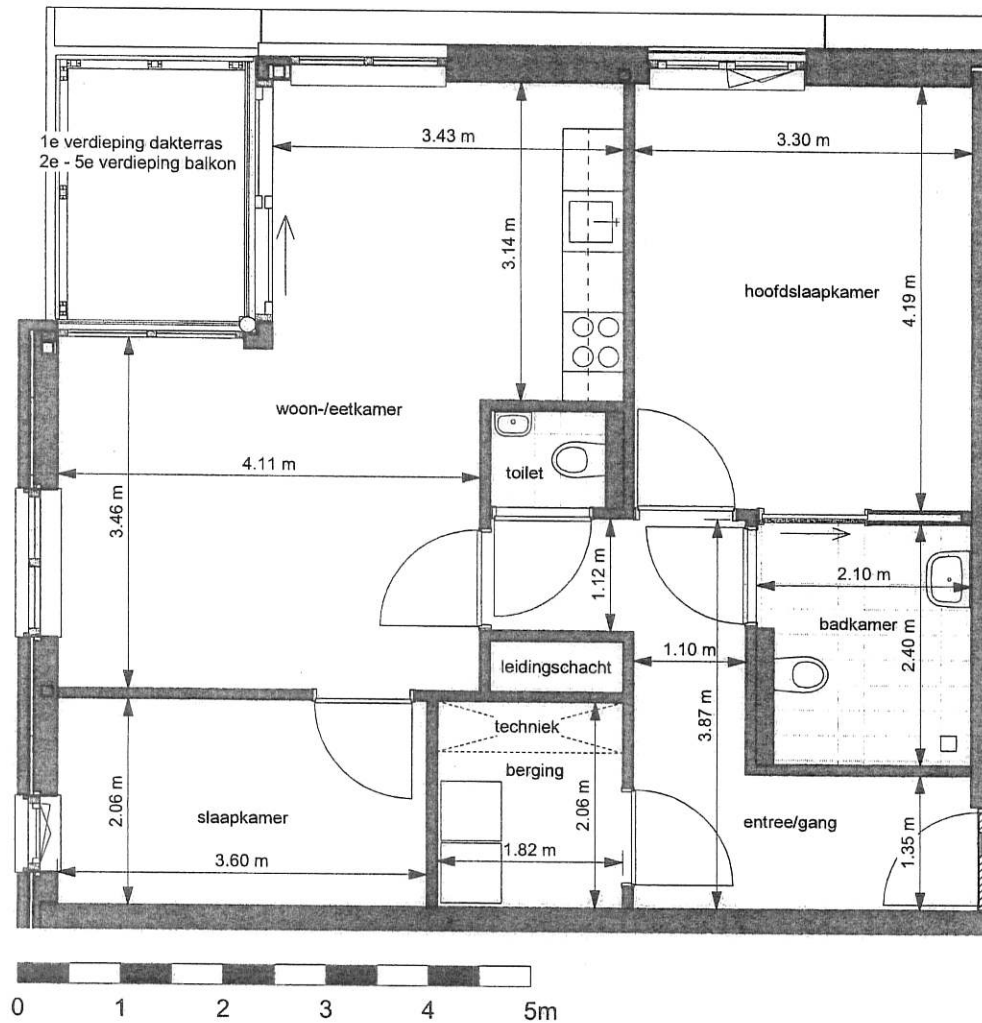 1e verdieping dakterras
2e - 5e verdieping balkon
3.43 m
3.30 m
3.14 m
4.19 m
hoofdslaapkamer
woon-/eetkamer
4.11 m
3.46 m
toilet
1.12 m
2.10 m
badkamer
2.40 m
leidingschacht
1.10 m
3.87 m
techniek
berging
2.06 m
1.82 m
slaapkamer
2.06 m
3.60 m
entree/gang
1.35 m
0 1 2 3 4 5m